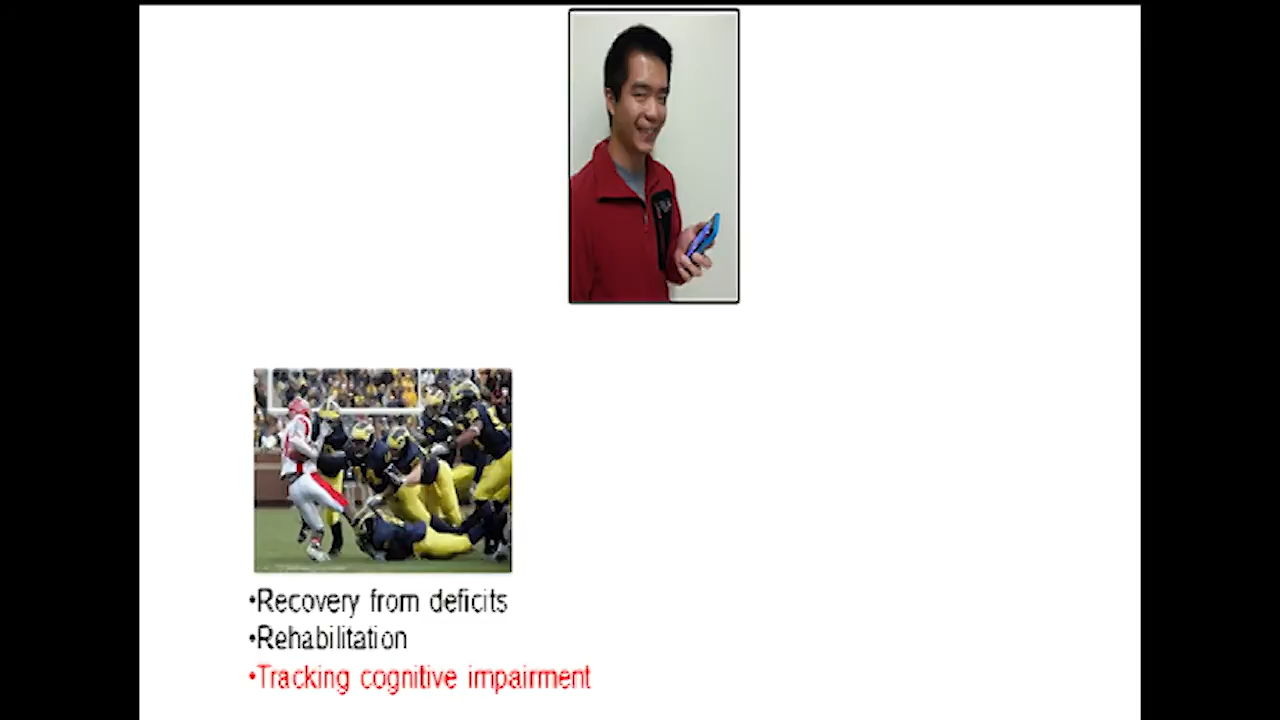 •Recovery from deficits
•Rehabilitation
•Tracking cognitive impairment